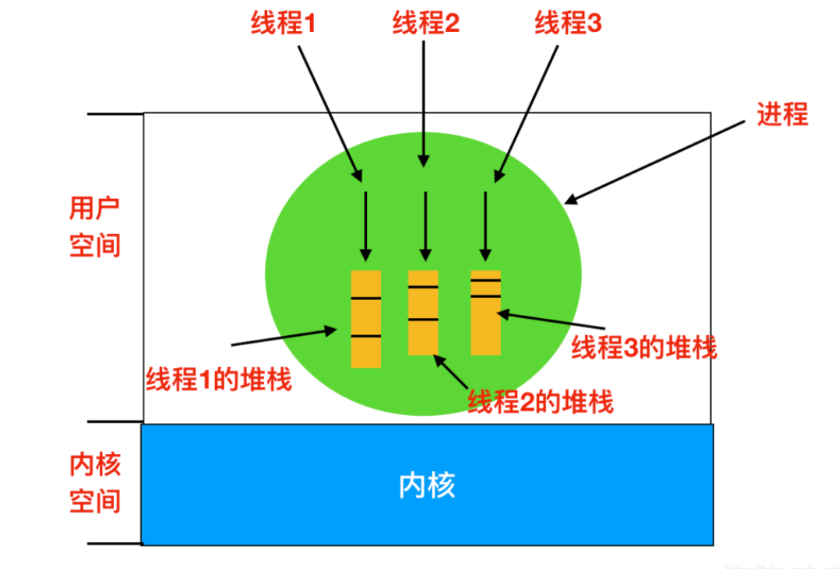 线程1
线程2
线程3
进程
用户
空间
线程3的堆栈
线程1的堆栈
线程2的堆栈
内核
空间
内核